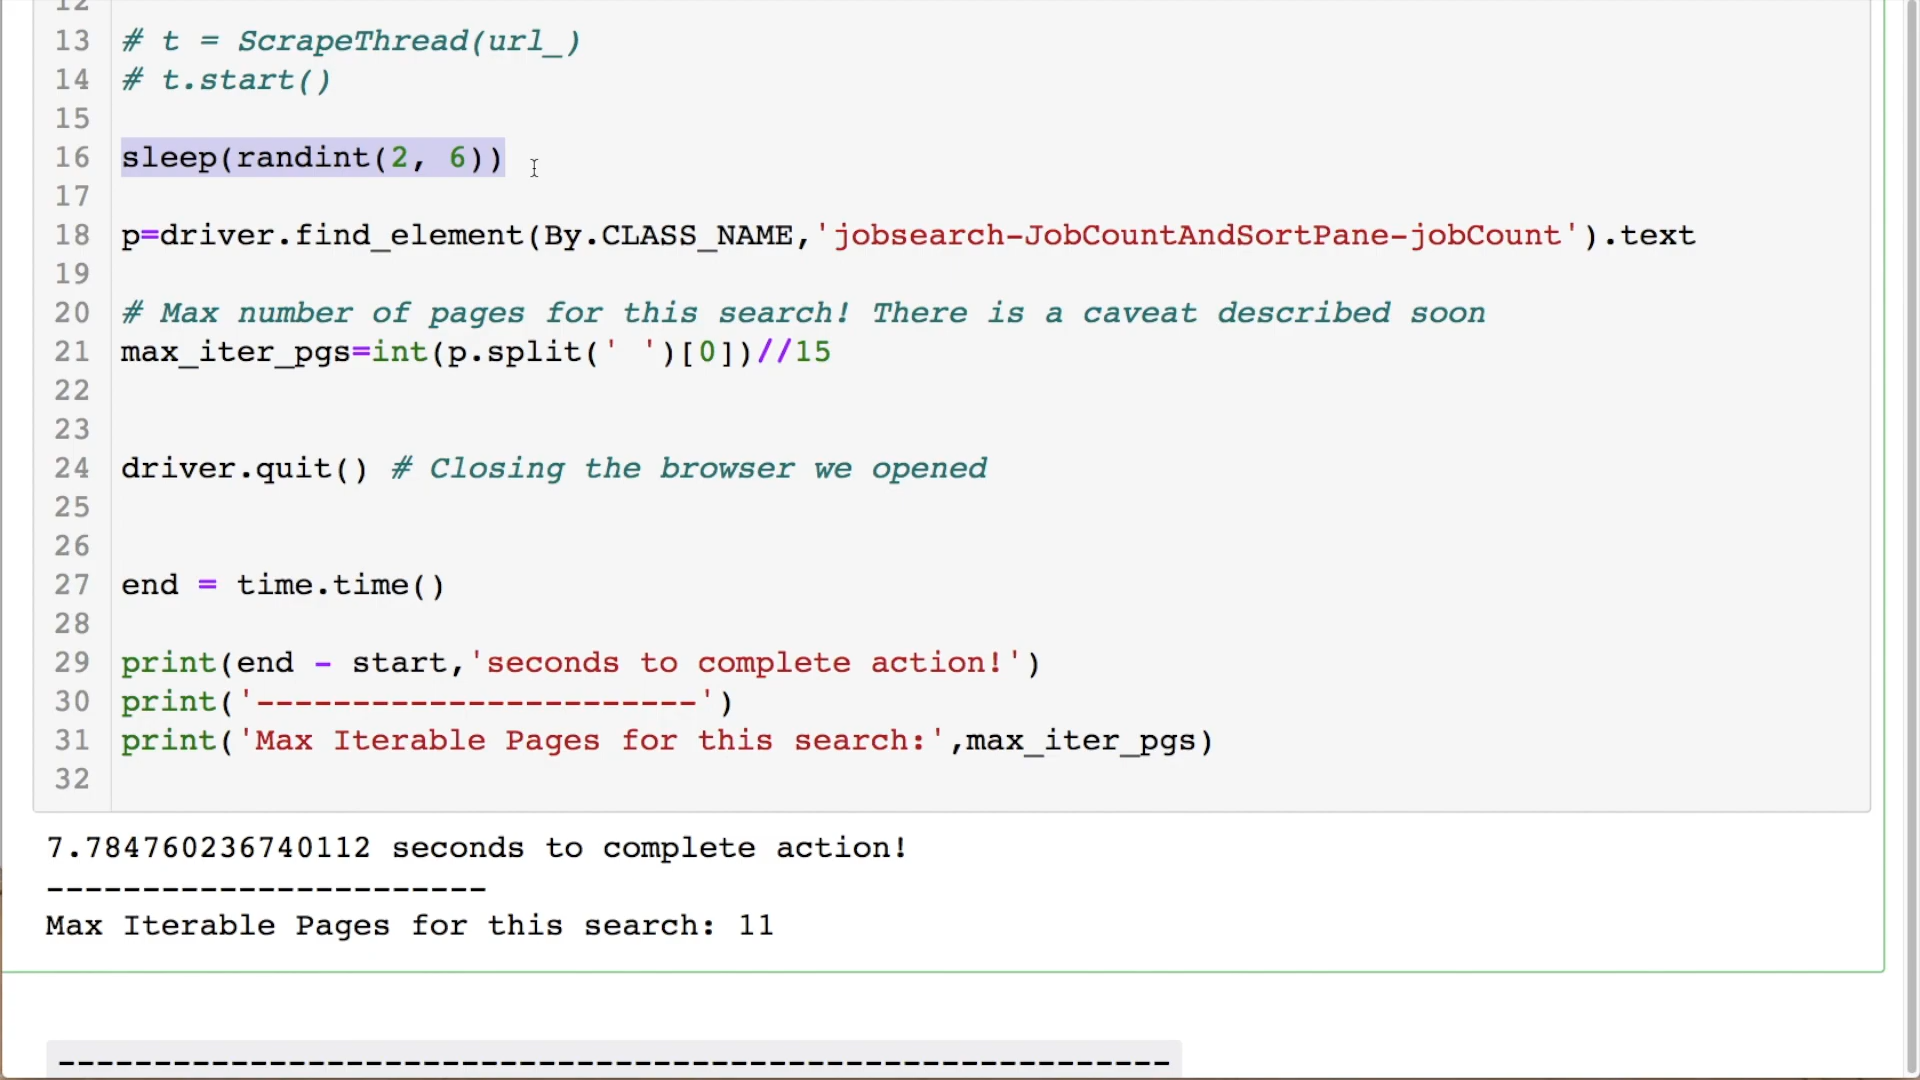 12
13 # t = ScrapeThread(url_)
14 # t.start()
15
16 sleep(randint(2, 6))
17
18 p=driver.find_element(By.CLASS_NAME,'jobsearch-JobCountAndSortPane-jobCount').text
19
20 # Max number of pages for this search! There is a caveat described soon
21 max_iter_pgs=int(p.split(' ')[0])//15
22
23
24 driver.quit() # Closing the browser we opened
25
26
27 end = time.time()
28
29 print(end - start,'seconds to complete action!')
30 print('-----------------------')
31 print('Max Iterable Pages for this search:',max_iter_pgs)
32
7.784760236740112 seconds to complete action!
-----------------------
Max Iterable Pages for this search: 11
----------------------------------------------------------